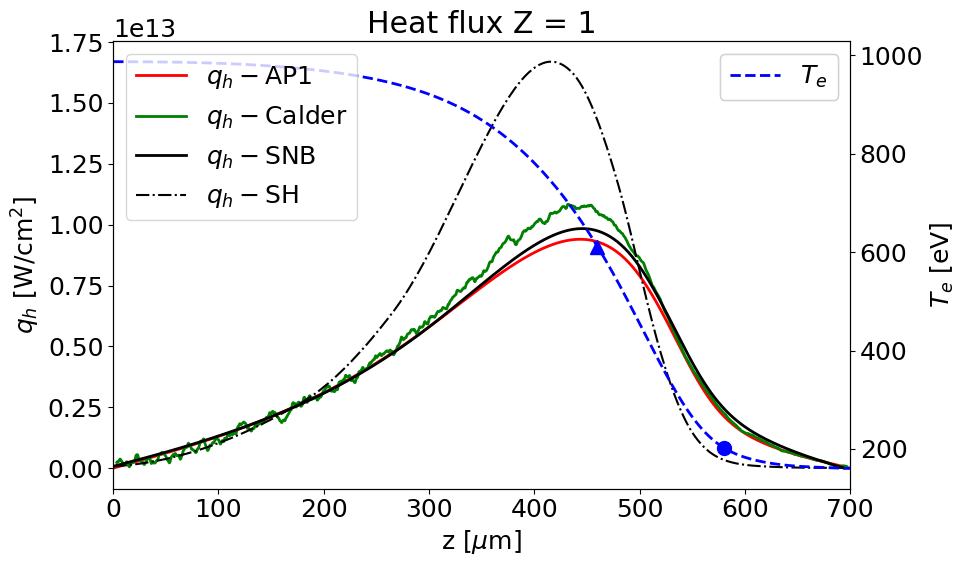 Heat flux Z = 1
1e13
1.75
1.50
1.25
1.00
0.75
0.50
0.25
0.00
q_h [W/cm²]
q_h − AP1
q_h − Calder
q_h − SNB
q_h − SH
T_e
1000
800
600
400
200
T_e [eV]
0 100 200 300 400 500 600 700
z [μm]